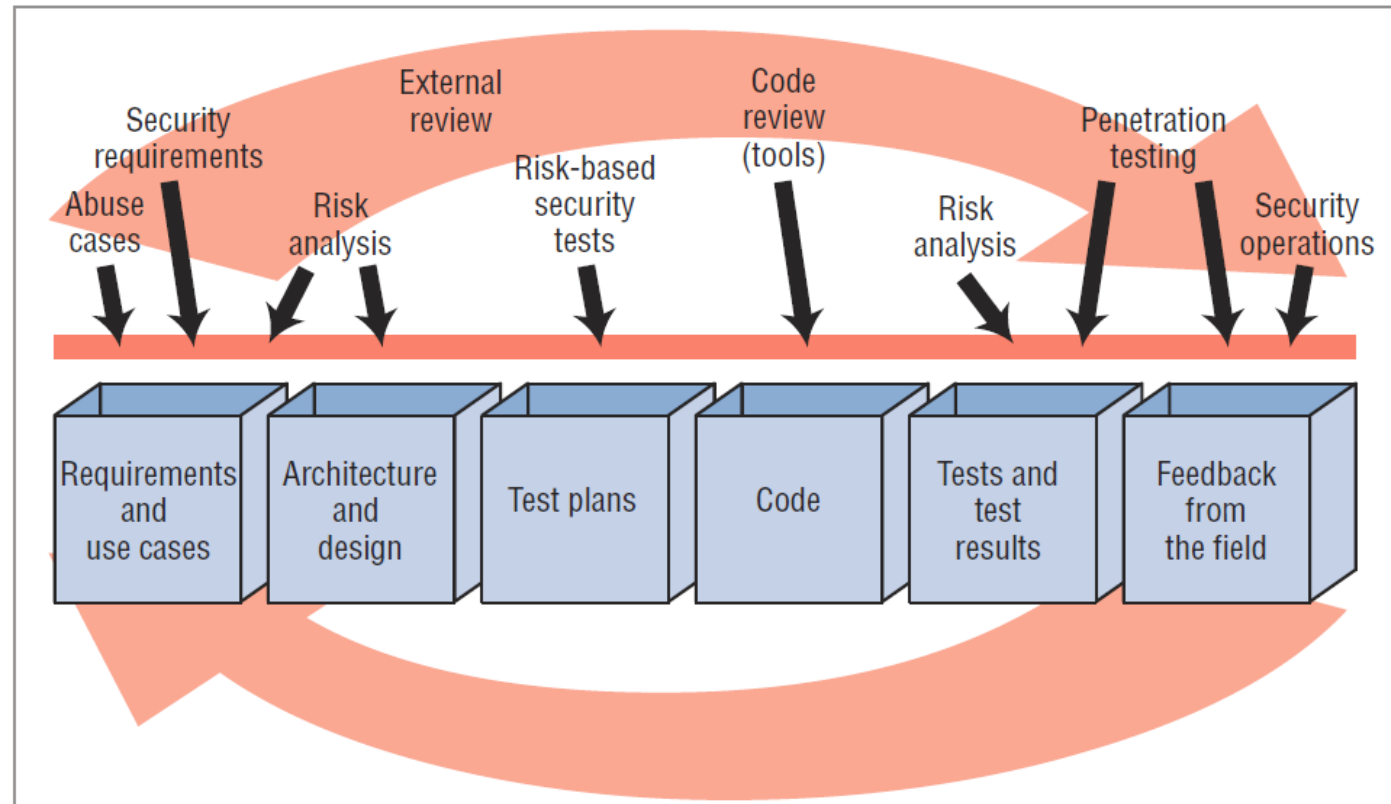 External
review
Code
review
(tools)
Security
requirements
Penetration
testing
Abuse
cases
Risk
analysis
Risk-based
security
tests
Risk
analysis
Security
operations
Requirements
and
use cases
Architecture
and
design
Test plans
Code
Tests and
test
results
Feedback
from
the field